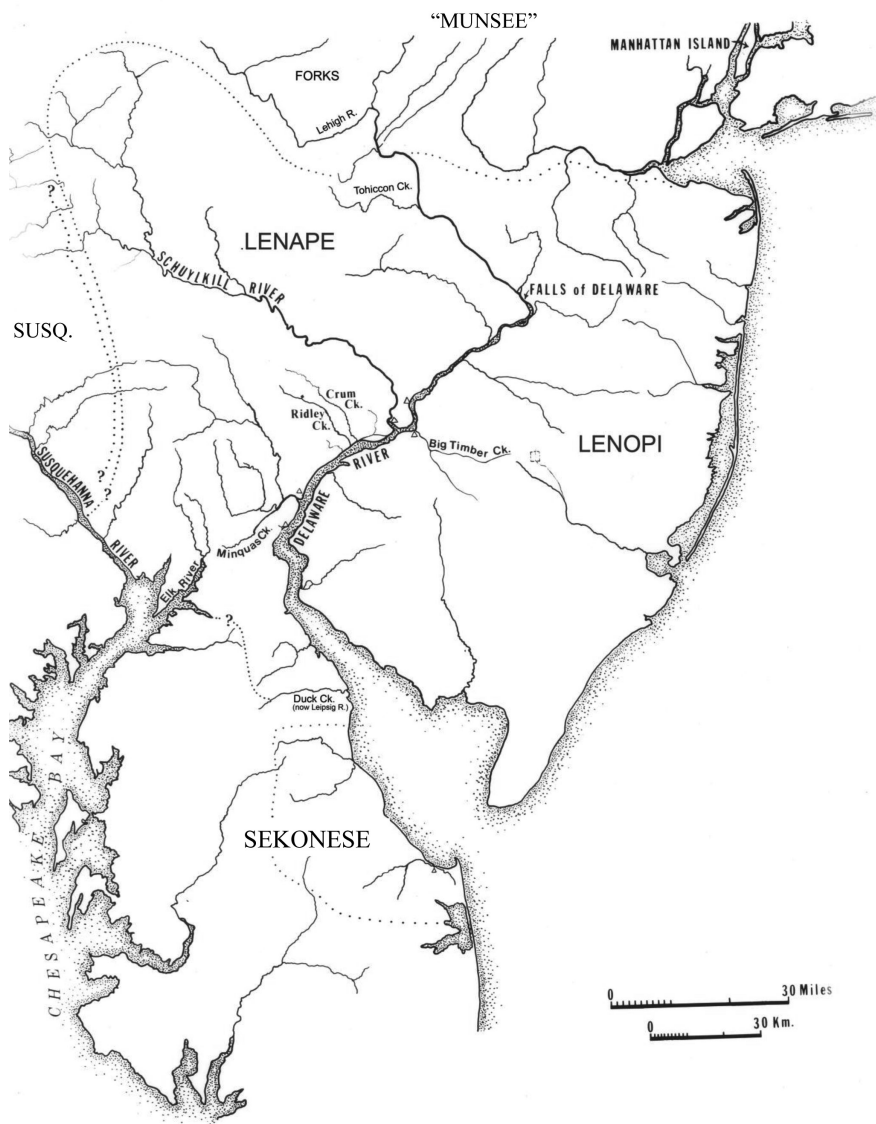 “MUNSEE”
MANHATTAN ISLAND
FORKS
Lehigh R.
Tohiccon Ck.
?
LENAPE
SCHUYLKILL RIVER
FALLS of DELAWARE
SUSQ.
Crum
Ck.
Ridley
Ck.
Big Timber Ck.
LENOPI
SUSQUEHANNA
RIVER
?
?
DELAWARE
RIVER
Minquas Ck.
Elk River
?
Duck Ck.
(now Leipsig R.)
CHESAPEAKE BAY
SEKONESE
0 30 Miles
0 30 Km.